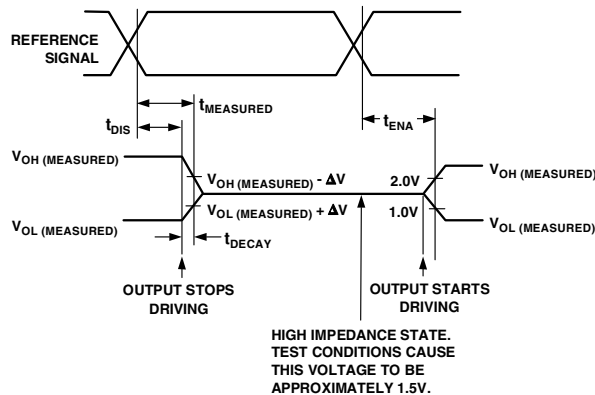 REFERENCE
SIGNAL
tMEASURED
tDIS
tENA
VOH (MEASURED)
VOH (MEASURED) - ΔV
2.0V
VOH (MEASURED)
VOL (MEASURED)
VOL (MEASURED) + ΔV
1.0V
VOL (MEASURED)
tDECAY
OUTPUT STOPS
DRIVING
OUTPUT STARTS
DRIVING
HIGH IMPEDANCE STATE.
TEST CONDITIONS CAUSE
THIS VOLTAGE TO BE
APPROXIMATELY 1.5V.